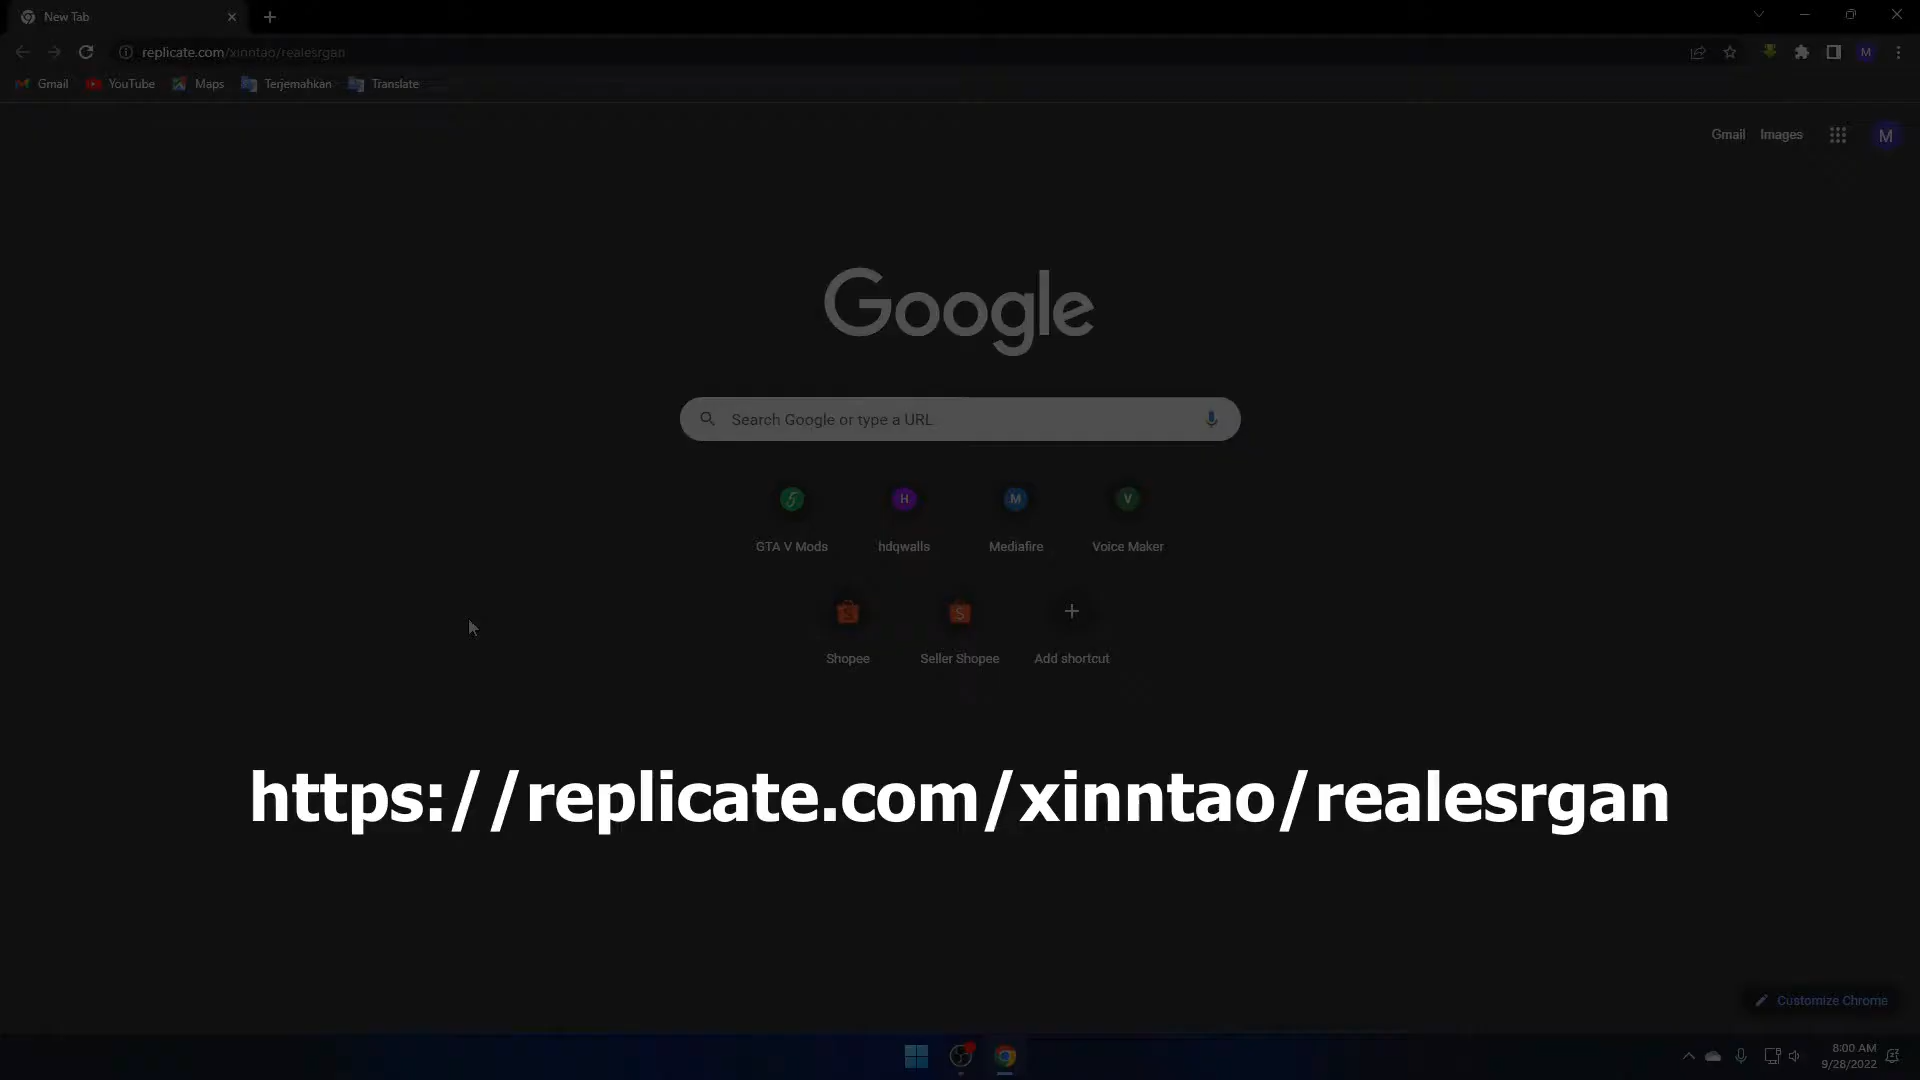 New Tab
replicate.com/xinntao/realesrgan
M
Gmail
YouTube
Maps
Terjemahkan
Translate
Gmail
Images
M
Google
Search Google or type a URL
H
M
V
GTA V Mods
hdqwalls
Mediafire
Voice Maker
S
S
Shopee
Seller Shopee
Add shortcut
https://replicate.com/xinntao/realesrgan
Customize Chrome
8:00 AM
9/28/2022